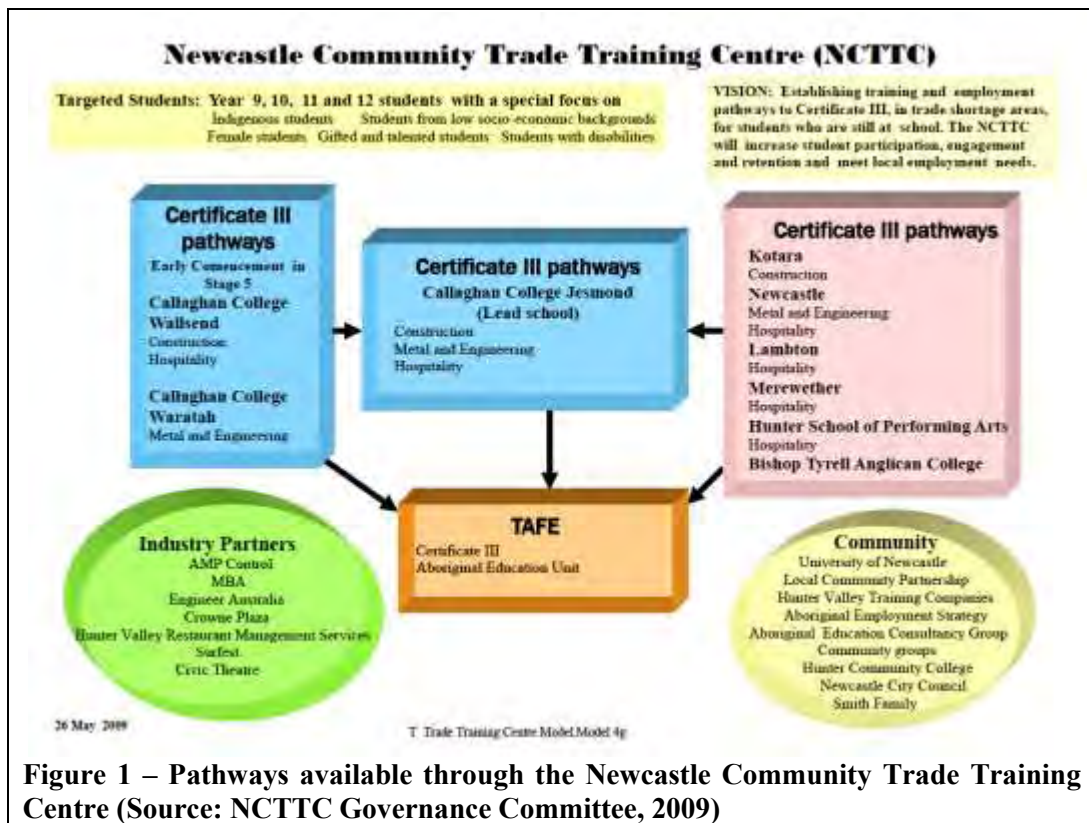 Newcastle Community Trade Training Centre (NCTTC)
Targeted Students: Year 9, 10, 11 and 12 students with a special focus on
Indigenous students Students from low socio-economic backgrounds
Female students Gifted and talented students Students with disabilities
VISION: Establishing training and employment
pathways to Certificate III, in trade shortage areas,
for students who are still at school. The NCTTC
will increase student participation, engagement
and retention and meet local employment needs.
Certificate III
pathways
Early Comencement in
Stage 5
Callaghan College
Wallsend
Construction
Hospitality
Callaghan College
Waratah
Metal and Engineering
Certificate III pathways
Callaghan College Jesmond
(Lead school)
Construction
Metal and Engineering
Hospitality
Certificate III pathways
Kotara
Construction
Newcastle
Metal and Engineering
Hospitality
Lambton
Hospitality
Merewether
Hospitality
Hunter School of Performing Arts
Hospitality
Bishop Tyrell Anglican College
TAFE
Certificate III
Aboriginal Education Unit
Industry Partners
AMP Control
MBA
Engineer Australia
Crowne Plaza
Hunter Valley Restaurant Management Services
Surfest
Civic Theatre
Community
University of Newcastle
Local Community Partnership
Hunter Valley Training Companies
Aboriginal Employment Strategy
Aboriginal Education Consultancy Group
Community groups
Hunter Community College
Newcastle City Council
Smith Family
26 May 2009
T Trade Training Centre Model.Model 4g
Figure 1 – Pathways available through the Newcastle Community Trade Training
Centre (Source: NCTTC Governance Committee, 2009)